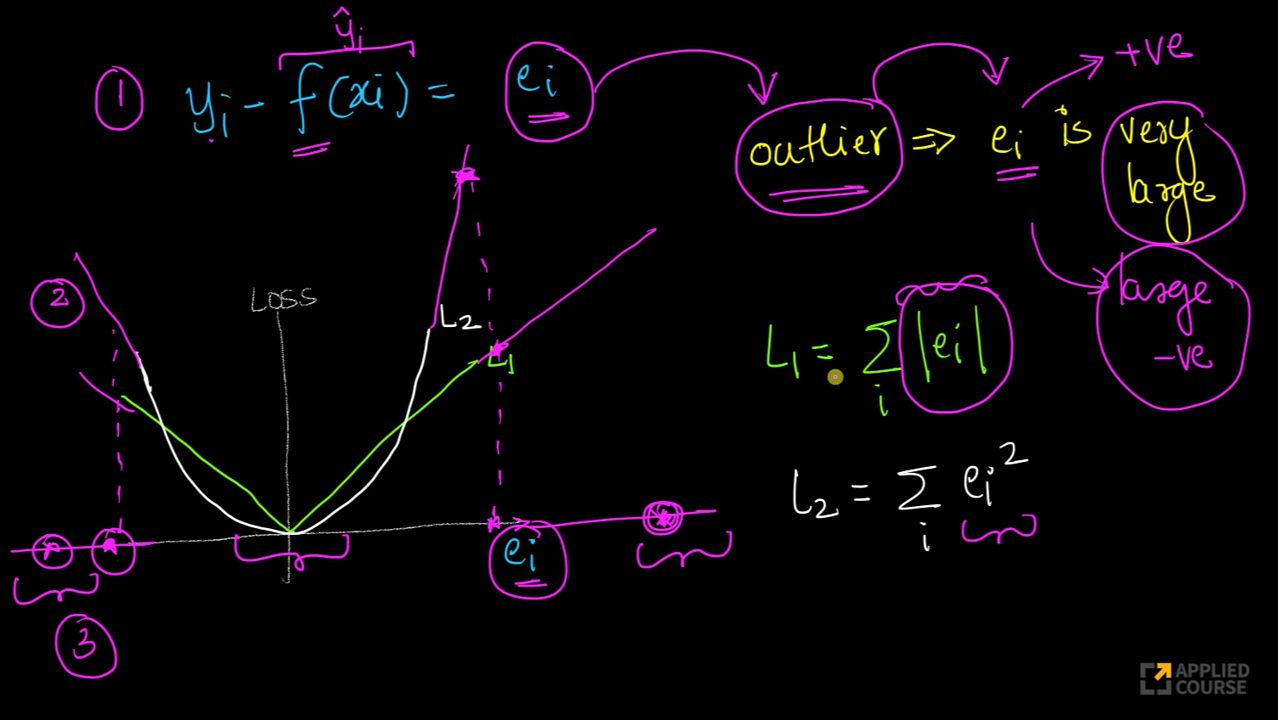 ŷᵢ
① yᵢ - f(xᵢ) = eᵢ
outlier ⇒ eᵢ is very large
+ve
large -ve
②
LOSS
L₂
L₁
eᵢ
③
L₁ = Σᵢ |eᵢ|
L₂ = Σᵢ eᵢ²
APPLIED
COURSE